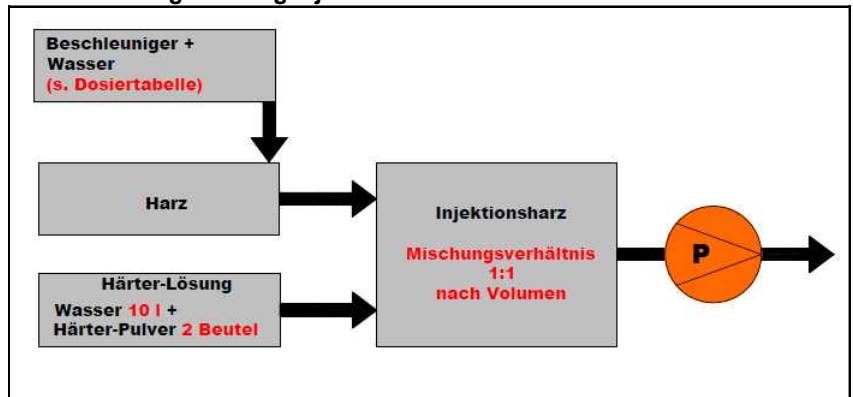 Beschleuniger +
Wasser
(s. Dosiertabelle)
Harz
Härter-Lösung
Wasser 10 l +
Härter-Pulver 2 Beutel
Injektionsharz
Mischungsverhältnis
1:1
nach Volumen
P